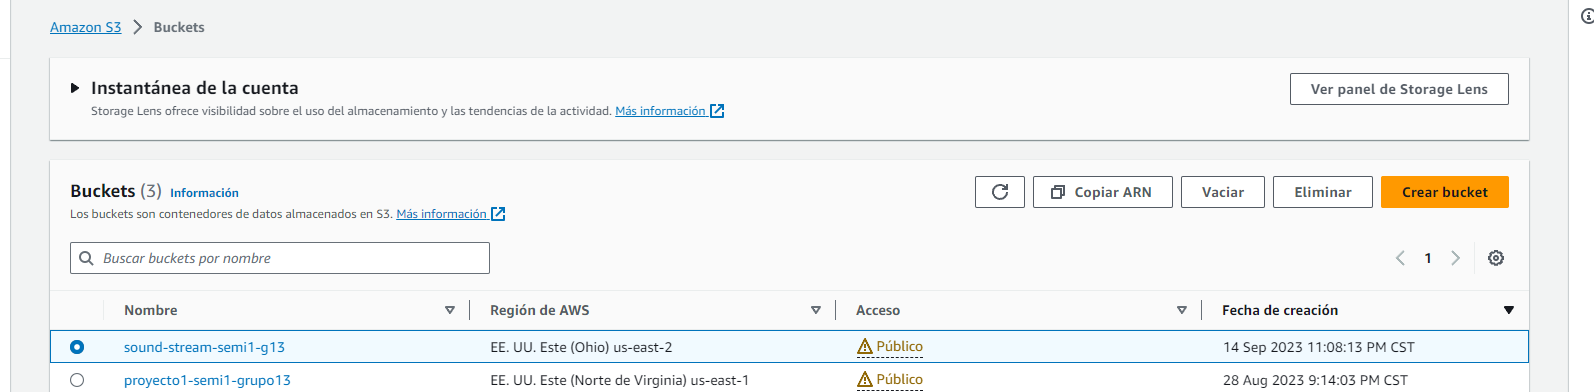 Amazon S3 > Buckets
Instantánea de la cuenta
Ver panel de Storage Lens
Storage Lens ofrece visibilidad sobre el uso del almacenamiento y las tendencias de la actividad. Más información
Buckets (3) Información
Copiar ARN Vaciar Eliminar Crear bucket
Los buckets son contenedores de datos almacenados en S3. Más información
Buscar buckets por nombre
1
Nombre Región de AWS Acceso Fecha de creación
sound-stream-semi1-g13 EE. UU. Este (Ohio) us-east-2 Público 14 Sep 2023 11:08:13 PM CST
proyecto1-semi1-grupo13 EE. UU. Este (Norte de Virginia) us-east-1 Público 28 Aug 2023 9:14:03 PM CST